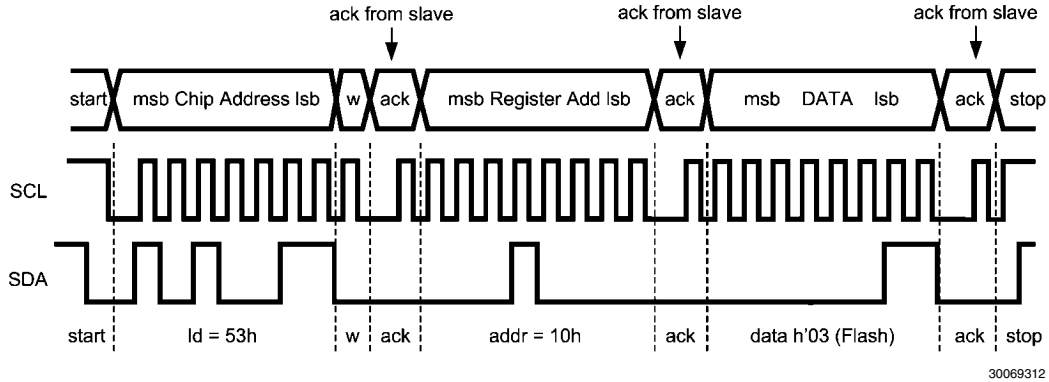 ack from slave ack from slave ack from slave
start msb Chip Address lsb w ack msb Register Add lsb ack msb DATA lsb ack stop
SCL
SDA
start Id = 53h w ack addr = 10h ack data h'03 (Flash) ack stop
30069312